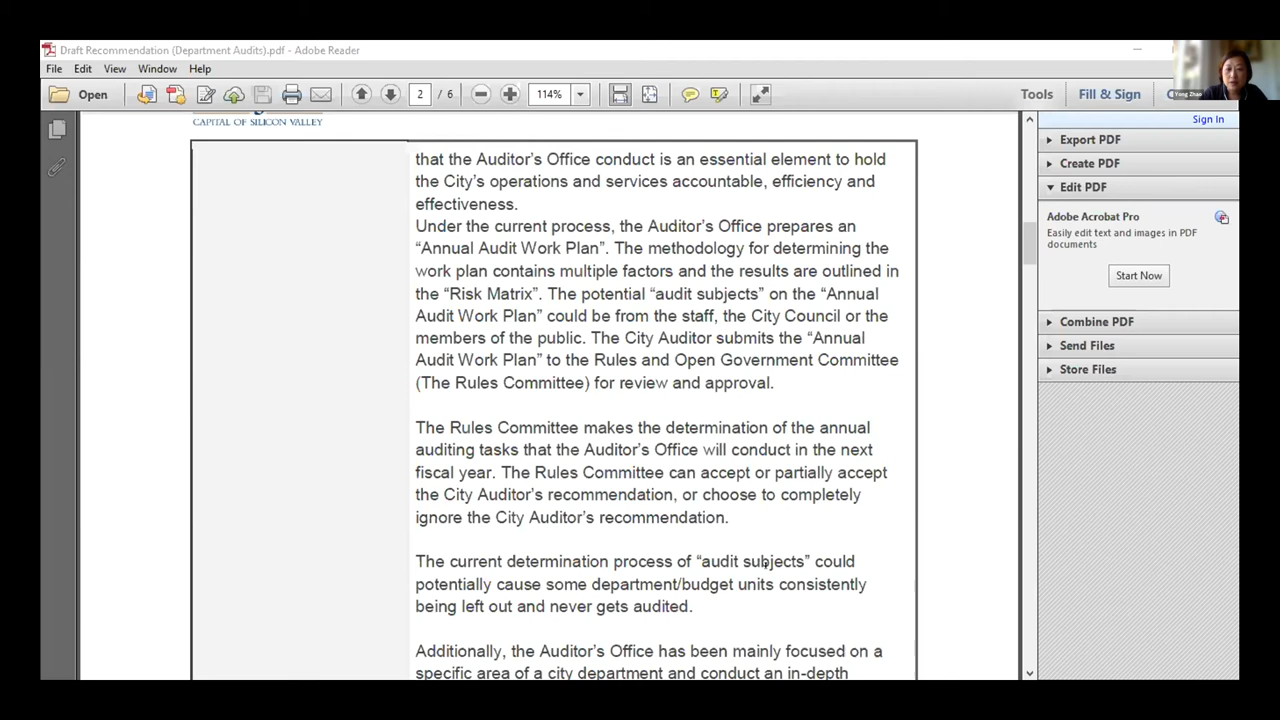 Draft Recommendation (Department Audits).pdf - Adobe Reader
File Edit View Window Help
Open 2 / 6 114% Tools Fill & Sign
Yong Zhao
Sign In
CAPITAL OF SILICON VALLEY
that the Auditor's Office conduct is an essential element to hold
the City's operations and services accountable, efficiency and
effectiveness.
Under the current process, the Auditor's Office prepares an
“Annual Audit Work Plan”. The methodology for determining the
work plan contains multiple factors and the results are outlined in
the “Risk Matrix”. The potential “audit subjects” on the “Annual
Audit Work Plan” could be from the staff, the City Council or the
members of the public. The City Auditor submits the “Annual
Audit Work Plan” to the Rules and Open Government Committee
(The Rules Committee) for review and approval.
The Rules Committee makes the determination of the annual
auditing tasks that the Auditor's Office will conduct in the next
fiscal year. The Rules Committee can accept or partially accept
the City Auditor's recommendation, or choose to completely
ignore the City Auditor's recommendation.
The current determination process of “audit subjects” could
potentially cause some department/budget units consistently
being left out and never gets audited.
Additionally, the Auditor's Office has been mainly focused on a
specific area of a city department and conduct an in-depth
Export PDF
Create PDF
Edit PDF
Adobe Acrobat Pro
Easily edit text and images in PDF
documents
Start Now
Combine PDF
Send Files
Store Files